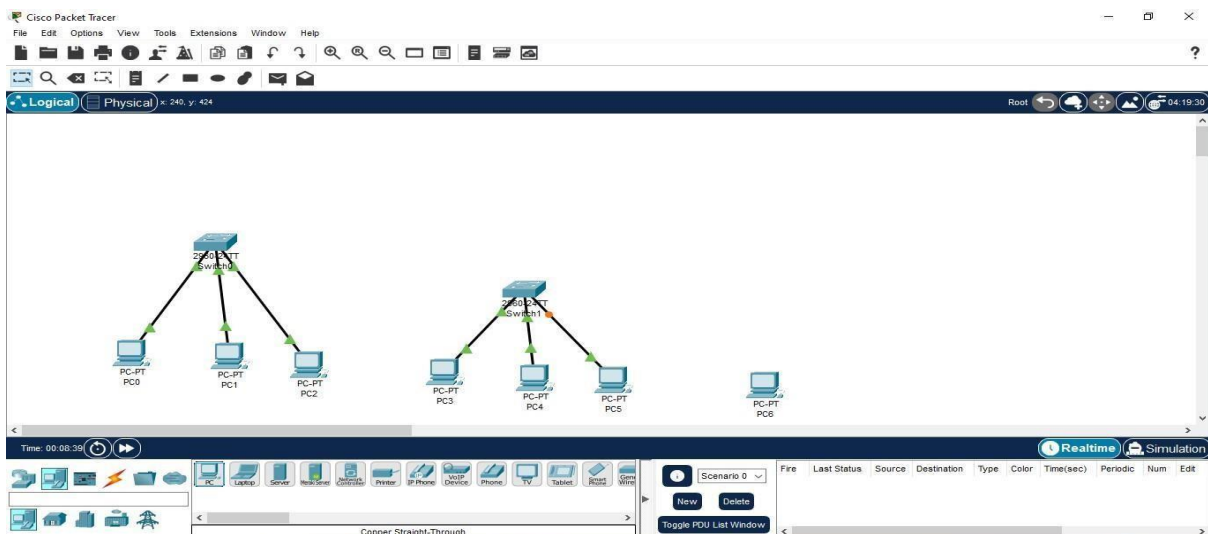 Cisco Packet Tracer
File Edit Options View Tools Extensions Window Help
?
Logical Physical x: 240, y: 424 Root 04:19:30
2960-24TT
Switch0
2960-24TT
Switch1
PC-PT
PC0
PC-PT
PC1
PC-PT
PC2
PC-PT
PC3
PC-PT
PC4
PC-PT
PC5
PC-PT
PC6
Time: 00:08:39 Realtime Simulation
PC Laptop Server Printer IP Phone VoIP Device Phone TV Tablet
Scenario 0
New Delete
Toggle PDU List Window
Fire Last Status Source Destination Type Color Time(sec) Periodic Num Edit
Copper Straight-Through